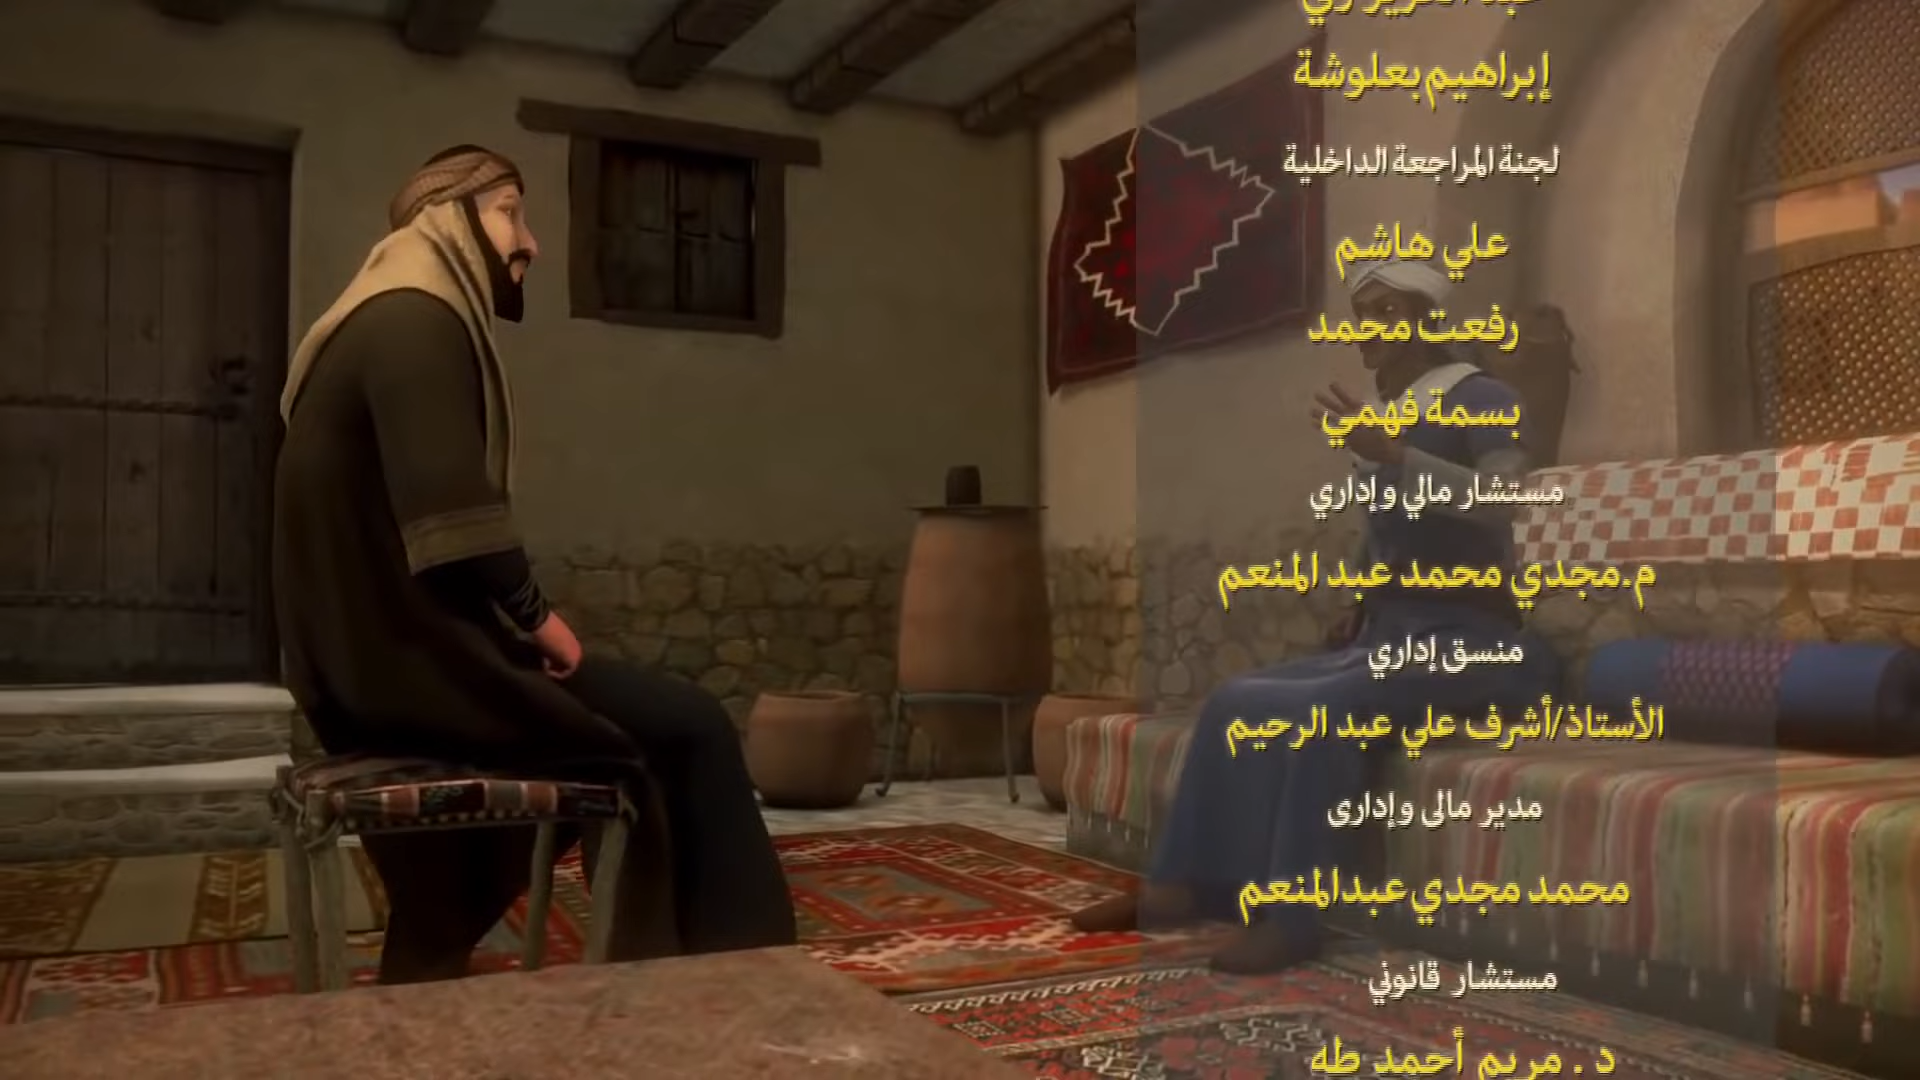 إبراهيم بعلوشة
لجنة المراجعة الداخلية
علي هاشم
رفعت محمد
بسمة فهمي
مستشار مالي وإداري
م.مجدي محمد عبد المنعم
منسق إداري
الأستاذ/أشرف علي عبد الرحيم
مدير مالى وإدارى
محمد مجدي عبدالمنعم
مستشار قانوني
د . مريم أحمد طه